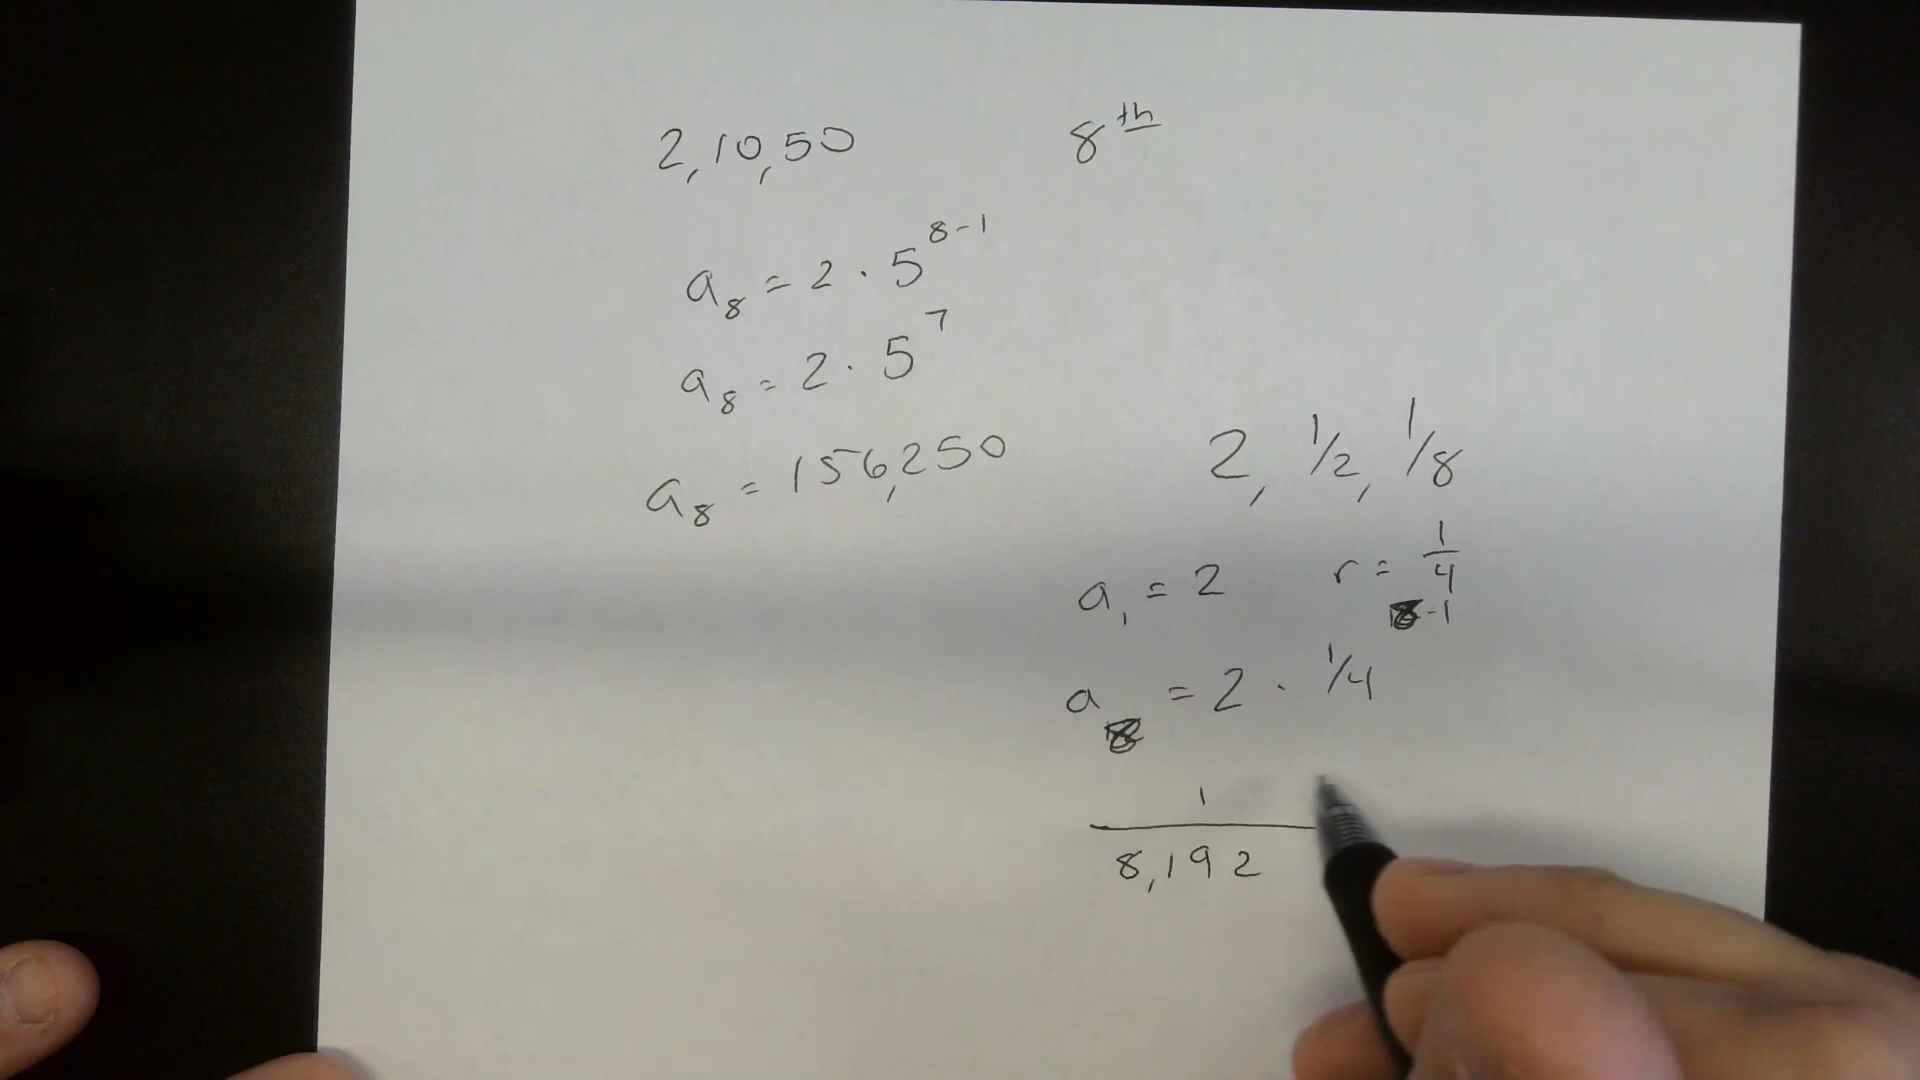 2, 10, 50
8th
a8 = 2 · 5^8-1
a8 = 2 · 5^7
a8 = 156,250
2, 1/2, 1/8
a1 = 2 r = 1/4
8-1
a8 = 2 · 1/4
1
8,192